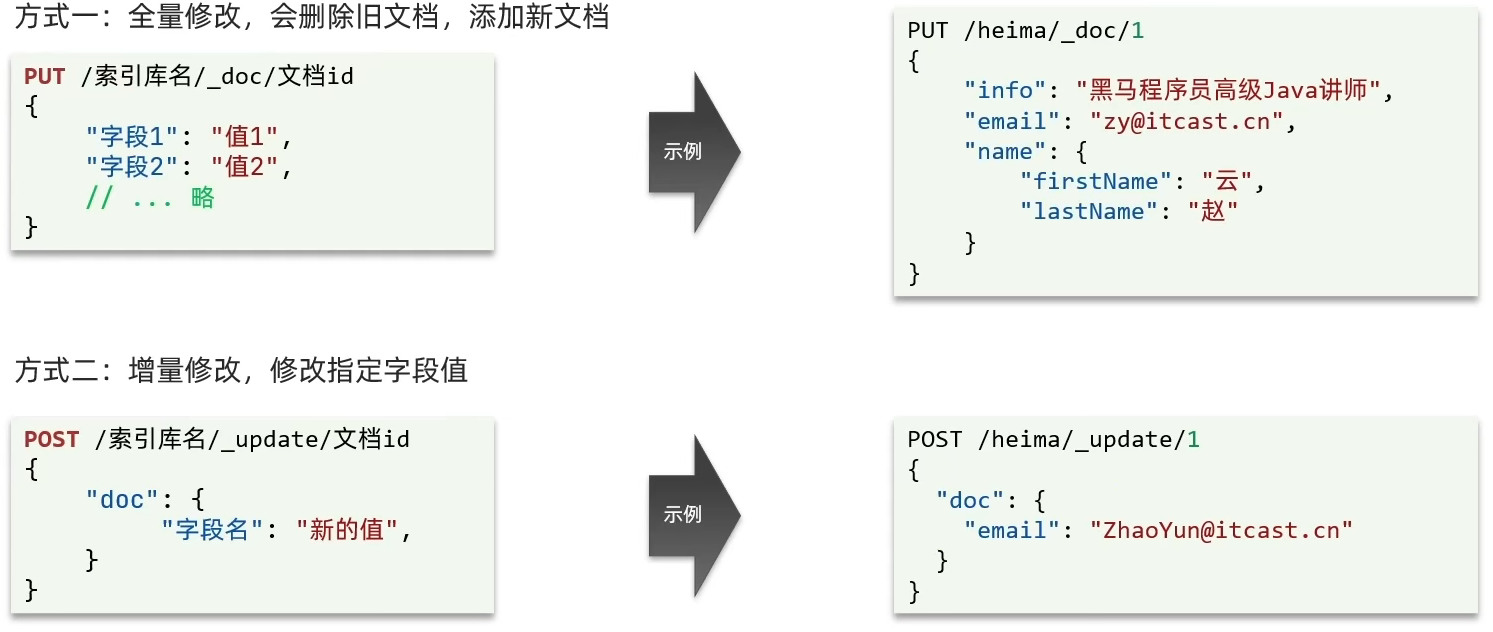 方式一：全量修改，会删除旧文档，添加新文档
PUT /索引库名/_doc/文档id
{
    "字段1": "值1",
    "字段2": "值2",
    // ... 略
}
示例
PUT /heima/_doc/1
{
    "info": "黑马程序员高级Java讲师",
    "email": "zy@itcast.cn",
    "name": {
        "firstName": "云",
        "lastName": "赵"
    }
}
方式二：增量修改，修改指定字段值
POST /索引库名/_update/文档id
{
    "doc": {
         "字段名": "新的值",
    }
}
示例
POST /heima/_update/1
{
  "doc": {
    "email": "ZhaoYun@itcast.cn"
  }
}